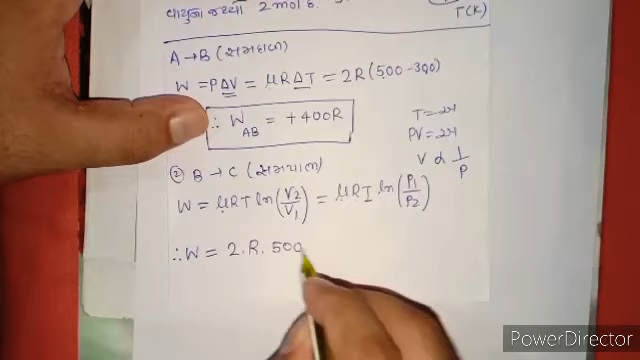 વાયુના જથ્થા 2 mol
T(K)
A→B (સમદાબ)
W = PΔV = μRΔT = 2R(500-300)
∴ W_AB = +400R
T = અચળ
PV = અચળ
V ∝ 1/P
② B → C (સમતાપ)
W = μRT ln(V₂/V₁) = μRT ln(P₁/P₂)
∴W = 2.R. 500
PowerDirector